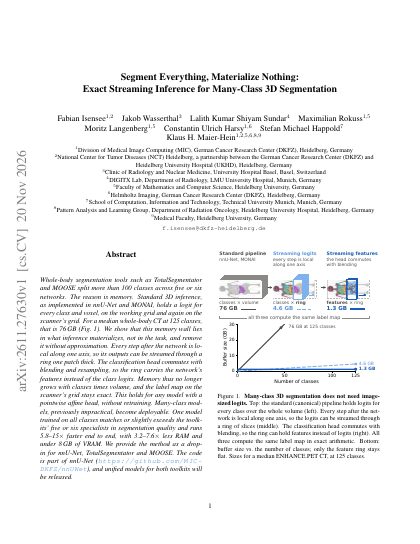 Segment Everything, Materialize Nothing:
Exact Streaming Inference for Many-Class 3D Segmentation
Fabian Isensee1,2 Jakob Wasserthal3 Lalith Kumar Shiyam Sundar4 Maximilian Rokuss1,5
Moritz Langenberg1,5 Constantin Ulrich Harsy1,6 Stefan Michael Happold7
Klaus H. Maier-Hein1,2,5,6,8,9
1Division of Medical Image Computing (MIC), German Cancer Research Center (DKFZ), Heidelberg, Germany
2National Center for Tumor Diseases (NCT) Heidelberg, a partnership between the German Cancer Research Center (DKFZ) and
Heidelberg University Hospital (UKHD), Heidelberg, Germany
3Clinic of Radiology and Nuclear Medicine, University Hospital Basel, Basel, Switzerland
4DIGITX Lab, Department of Radiology, LMU University Hospital, Munich, Germany
5Faculty of Mathematics and Computer Science, Heidelberg University, Germany
6Helmholtz Imaging, German Cancer Research Center (DKFZ), Heidelberg, Germany
7School of Computation, Information and Technology, Technical University Munich, Munich, Germany
8Pattern Analysis and Learning Group, Department of Radiation Oncology, Heidelberg University Hospital, Heidelberg, Germany
9Medical Faculty, Heidelberg University, Germany
f.isensee@dkfz-heidelberg.de
arXiv:2611.27630v1 [cs.CV] 20 Nov 2026
Abstract
Whole-body segmentation tools such as TotalSegmentator
and MOOSE split more than 100 classes across five or six
networks. The reason is memory. Standard 3D inference,
as implemented in nnU-Net and MONAI, holds a logit for
every class and voxel, on the working grid and again on the
scanner's grid. For a median whole-body CT at 125 classes,
that is 76 GB (Fig. 1). We show that this memory wall lies
in what inference materializes, not in the task, and remove
it without approximation. Every step after the network is lo-
cal along one axis, so its outputs can be streamed through a
ring one patch thick. The classification head commutes with
blending and resampling, so the ring carries the network's
features instead of the class logits. Memory thus no longer
grows with classes times volume, and the label map on the
scanner's grid stays exact. This holds for any model with a
pointwise affine head, without retraining. Many-class mod-
els, previously impractical, become deployable. One model
trained on all classes matches or slightly exceeds the toolk-
its' five or six specialists in segmentation quality and runs
5.8–15× faster end to end, with 3.2–7.6× less RAM and
under 8 GB of VRAM. We provide the method as a drop-
in for nnU-Net, TotalSegmentator and MOOSE. The code
is part of nnU-Net (https://github.com/MIC-
DKFZ/nnUNet), and unified models for both toolkits will
be released.
Standard pipeline
nnU-Net, MONAI
Streaming logits
every step is local
along one axis
Streaming features
the head commutes
with blending
classes × volume
76 GB
classes × ring
4.6 GB
features × ring
1.3 GB
all three compute the same label map
Buffer size (GB)
30
20
10
0
76 GB at 125 classes
4.6 GB
1.3 GB
0
50
100
125
Number of classes
Figure 1. Many-class 3D segmentation does not need image-
sized logits. Top: the standard (canonical) pipeline holds logits for
every class over the whole volume (left). Every step after the net-
work is local along one axis, so the logits can be streamed through
a ring of slices (middle). The classification head commutes with
blending, so the ring can hold features instead of logits (right). All
three compute the same label map in exact arithmetic. Bottom:
buffer size vs. the number of classes; only the feature ring stays
flat. Sizes for a median ENHANCE.PET CT, at 125 classes
1